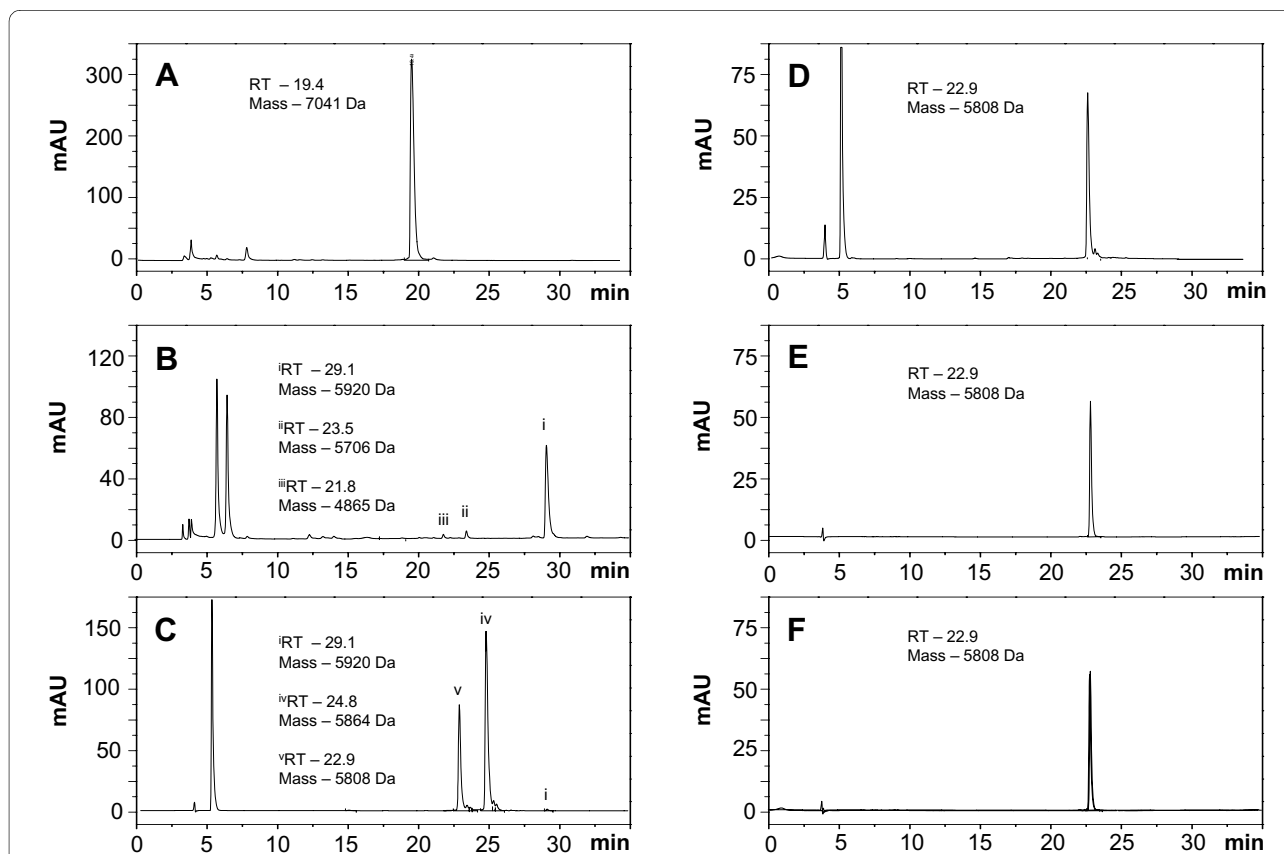 A
RT – 19.4
Mass – 7041 Da
mAU
300
200
100
0
0 5 10 15 20 25 30 min
B
iRT – 29.1
Mass – 5920 Da
iiRT – 23.5
Mass – 5706 Da
iiiRT – 21.8
Mass – 4865 Da
i
iii ii
mAU
120
80
40
0
0 5 10 15 20 25 30 min
C
iRT – 29.1
Mass – 5920 Da
ivRT – 24.8
Mass – 5864 Da
vRT – 22.9
Mass – 5808 Da
iv
v
i
mAU
150
100
50
0
0 5 10 15 20 25 30 min
D
RT – 22.9
Mass – 5808 Da
mAU
75
50
25
0
0 5 10 15 20 25 30 min
E
RT – 22.9
Mass – 5808 Da
mAU
75
50
25
0
0 5 10 15 20 25 30 min
F
RT – 22.9
Mass – 5808 Da
mAU
75
50
25
0
0 5 10 15 20 25 30 min